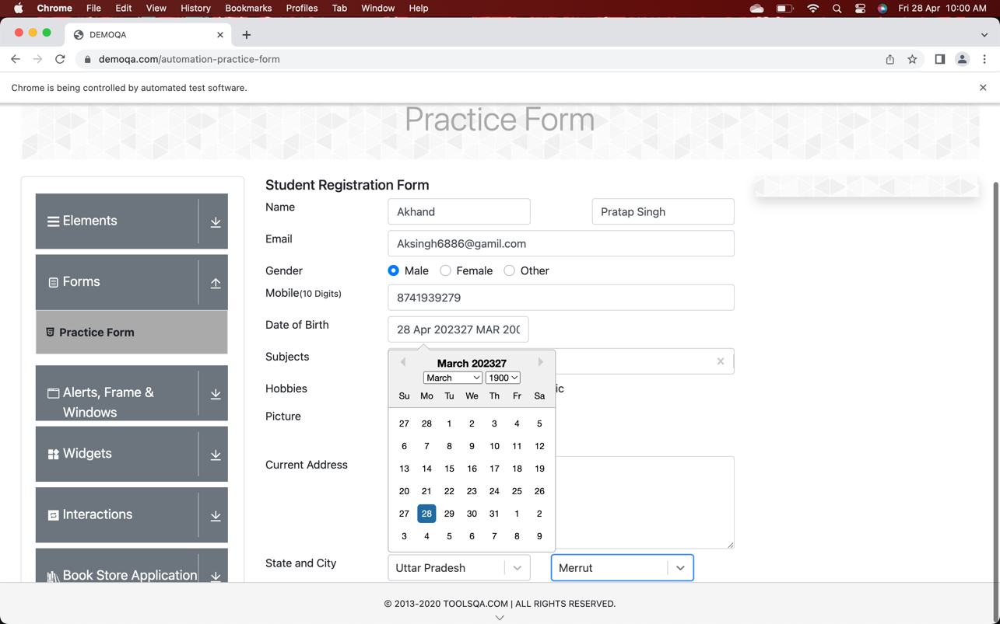 Chrome File Edit View History Bookmarks Profiles Tab Window Help Fri 28 Apr 10:00 AM
DEMOQA
demoqa.com/automation-practice-form
Chrome is being controlled by automated test software.
Practice Form
Elements
Forms
Practice Form
Alerts, Frame &
Windows
Widgets
Interactions
Book Store Application
Student Registration Form
Name Akhand Pratap Singh
Email Aksingh6886@gamil.com
Gender Male Female Other
Mobile(10 Digits) 8741939279
Date of Birth 28 Apr 202327 MAR 200
Subjects
Hobbies ic
Picture
Current Address
March 202327
March 1900
Su Mo Tu We Th Fr Sa
27 28 1 2 3 4 5
6 7 8 9 10 11 12
13 14 15 16 17 18 19
20 21 22 23 24 25 26
27 28 29 30 31 1 2
3 4 5 6 7 8 9
State and City Uttar Pradesh Merrut
© 2013-2020 TOOLSQA.COM | ALL RIGHTS RESERVED.